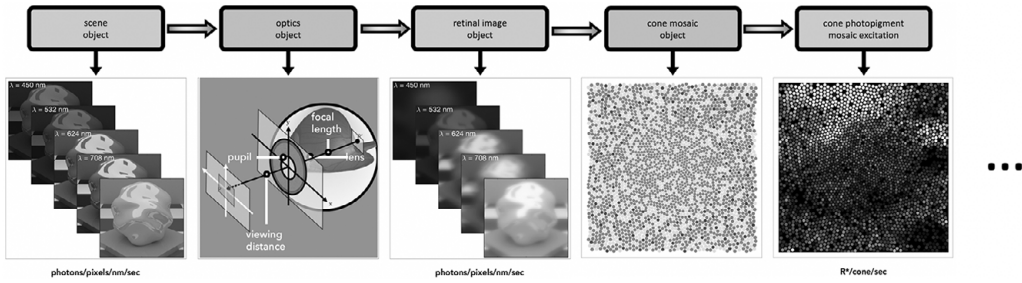 scene
object
optics
object
retinal image
object
cone mosaic
object
cone photopigment
mosaic excitation
λ = 450 nm
λ = 532 nm
λ = 624 nm
λ = 708 nm
focal
length
pupil
lens
viewing
distance
x
λ = 450 nm
λ = 532 nm
λ = 624 nm
λ = 708 nm
photons/pixels/nm/sec
photons/pixels/nm/sec
R*/cone/sec